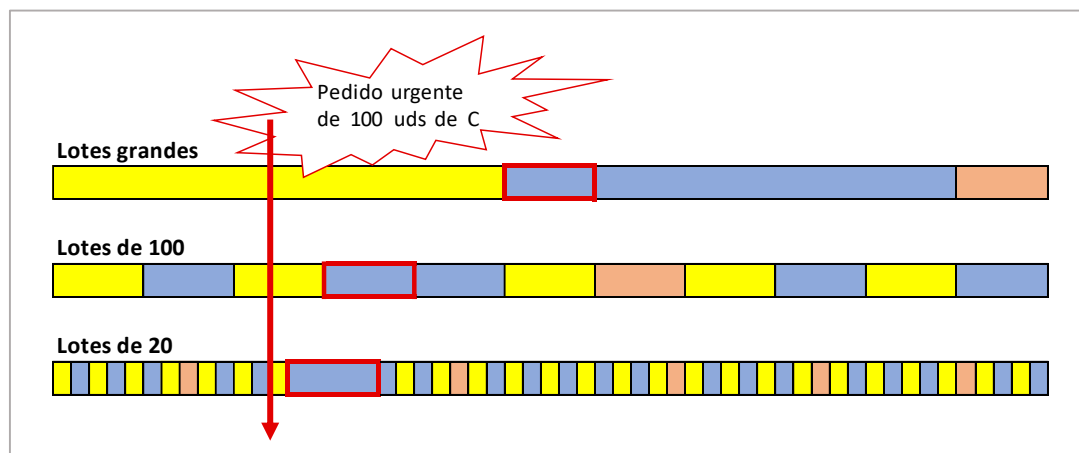 Pedido urgente
de 100 uds de C
Lotes grandes
Lotes de 100
Lotes de 20